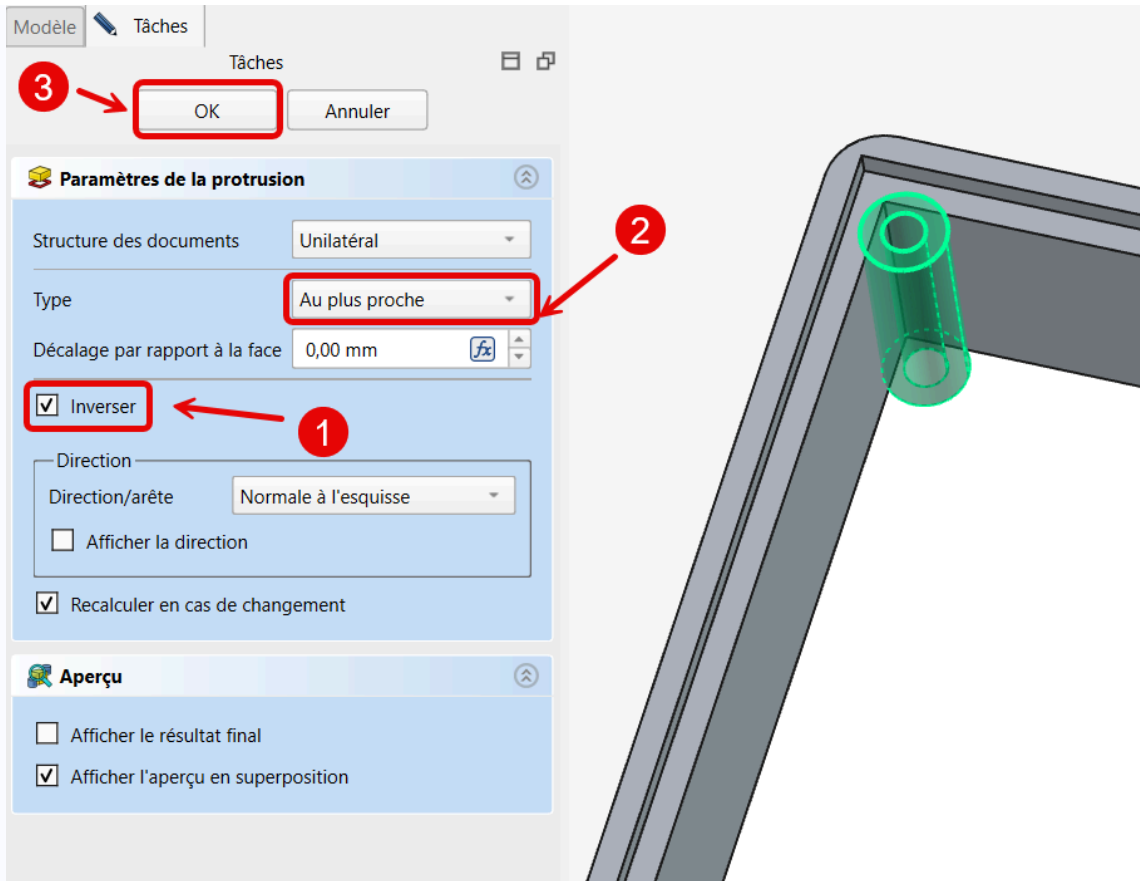 Modèle Tâches
Tâches
3
OK Annuler
Paramètres de la protrusion
Structure des documents Unilatéral
2
Type Au plus proche
Décalage par rapport à la face 0,00 mm fx
Inverser
1
Direction
Direction/arête Normale à l'esquisse
Afficher la direction
Recalculer en cas de changement
Aperçu
Afficher le résultat final
Afficher l'aperçu en superposition